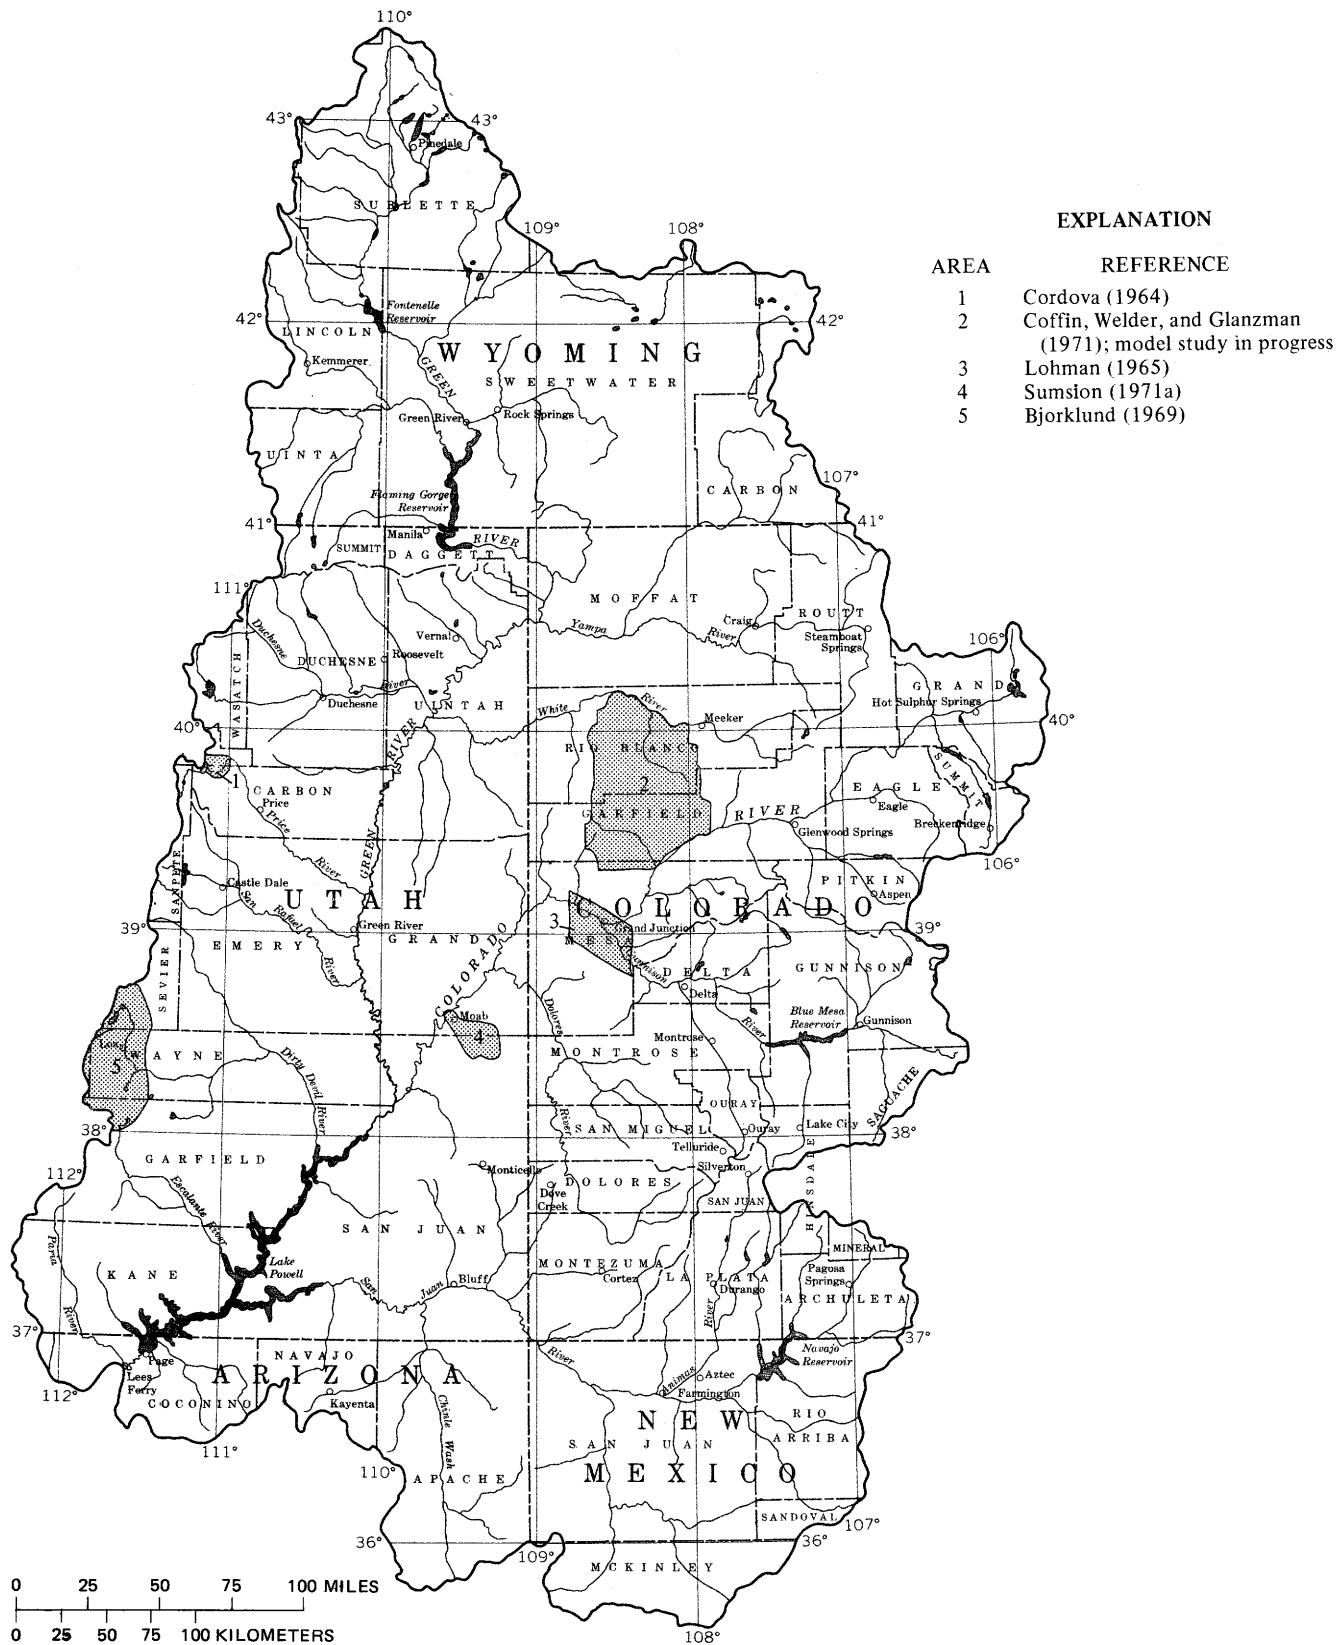 110°
43°
43°
Pinedale
SUBLETTE
109°
108°
EXPLANATION
AREA REFERENCE
1 Cordova (1964)
2 Coffin, Welder, and Glanzman
(1971); model study in progress
3 Lohman (1965)
4 Sumsion (1971a)
5 Bjorklund (1969)
Fontenelle
Reservoir
42°
42°
LINCOLN
WYOMING
Kemmerer
GREEN
SWEETWATER
Green River
Rock Springs
UINTA
107°
CARBON
Flaming Gorge
Reservoir
41°
41°
Manila
RIVER
SUMMIT
DAGGETT
111°
MOFFAT
ROUTT
Craig
Yampa
River
Steamboat
Springs
Duchesne
Vernal
106°
DUCHESNE
Roosevelt
WASATCH
River
GRAND
Hot Sulphur Springs
Duchesne
UINTAH
White
River
Meeker
40°
40°
RIVER
RIO BLANCO
SUMMIT
1
CARBON
2
EAGLE
Eagle
Price
Price
GARFIELD
RIVER
Glenwood Springs
Breckenridge
River
GREEN
106°
SANPETE
PITKIN
Aspen
Castle Dale
UTAH
COLORADO
San
Rafael
River
Green River
3
Grand Junction
39°
39°
EMERY
GRAND
MESA
COLORADO
Gunnison
DELTA
GUNNISON
SEVIER
Delta
Dolores
Blue Mesa
Reservoir
Gunnison
Moab
4
River
Montrose
WAYNE
5
Dirty Devil River
MONTROSE
SAGUACHE
OURAY
River
SAN MIGUEL
Ouray
Lake City
38°
38°
Telluride
GARFIELD
Silverton
112°
Monticello
HINSDALE
Escalante River
Dove
Creek
DOLORES
SAN JUAN
SAN JUAN
Paria
River
Lake
Powell
MONTEZUMA
MINERAL
KANE
Cortez
LA PLATA
Pagosa
Springs
San
Juan
Bluff
Durango
ARCHULETA
River
37°
37°
NAVAJO
River
Navajo
Reservoir
Page
ARIZONA
Animas
Aztec
Lees
Ferry
112°
Farmington
COCONINO
Kayenta
NEW
RIO
ARRIBA
Chinle Wash
SAN JUAN
111°
110°
APACHE
MEXICO
SANDOVAL
107°
36°
36°
109°
MCKINLEY
0 25 50 75 100 MILES
0 25 50 75 100 KILOMETERS
108°